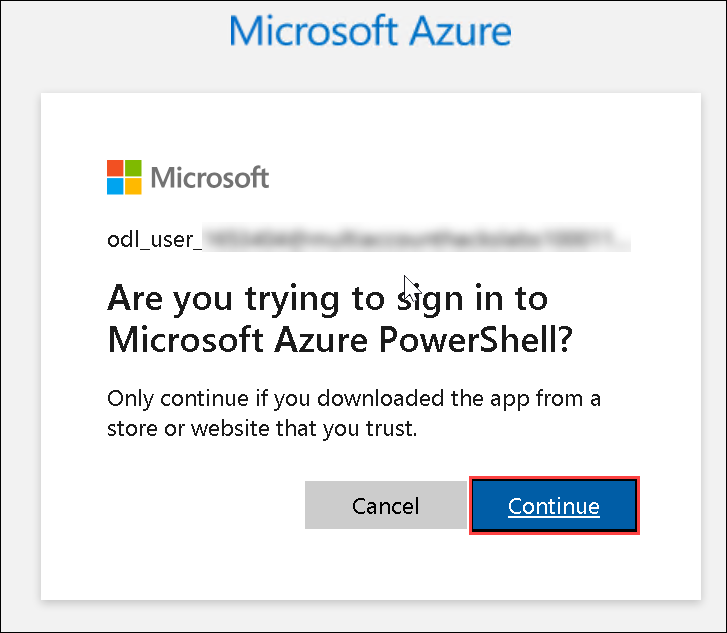 Microsoft Azure
Microsoft
odl_user_
Are you trying to sign in to
Microsoft Azure PowerShell?
Only continue if you downloaded the app from a
store or website that you trust.
Cancel
Continue